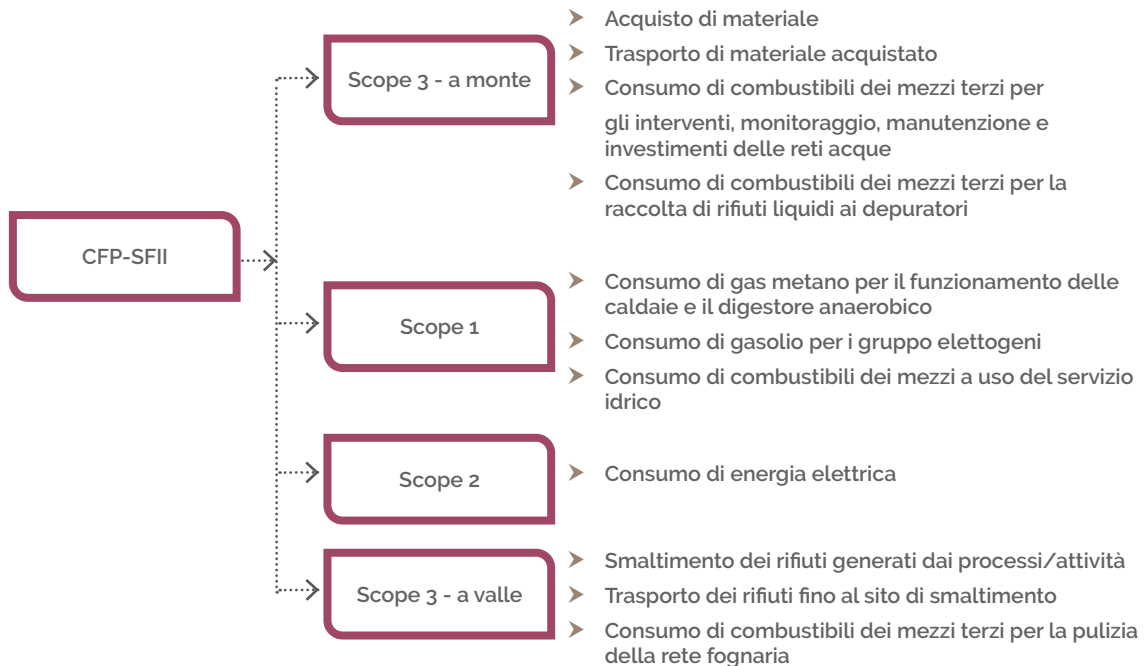 Acquisto di materiale
Trasporto di materiale acquistato
Scope 3 - a monte
Consumo di combustibili dei mezzi terzi per
gli interventi, monitoraggio, manutenzione e
investimenti delle reti acque
Consumo di combustibili dei mezzi terzi per la
raccolta di rifiuti liquidi ai depuratori
CFP-SFII
Scope 1
Consumo di gas metano per il funzionamento delle
caldaie e il digestore anaerobico
Consumo di gasolio per i gruppo elettogeni
Consumo di combustibili dei mezzi a uso del servizio
idrico
Scope 2
Consumo di energia elettrica
Scope 3 - a valle
Smaltimento dei rifiuti generati dai processi/attività
Trasporto dei rifiuti fino al sito di smaltimento
Consumo di combustibili dei mezzi terzi per la pulizia
della rete fognaria